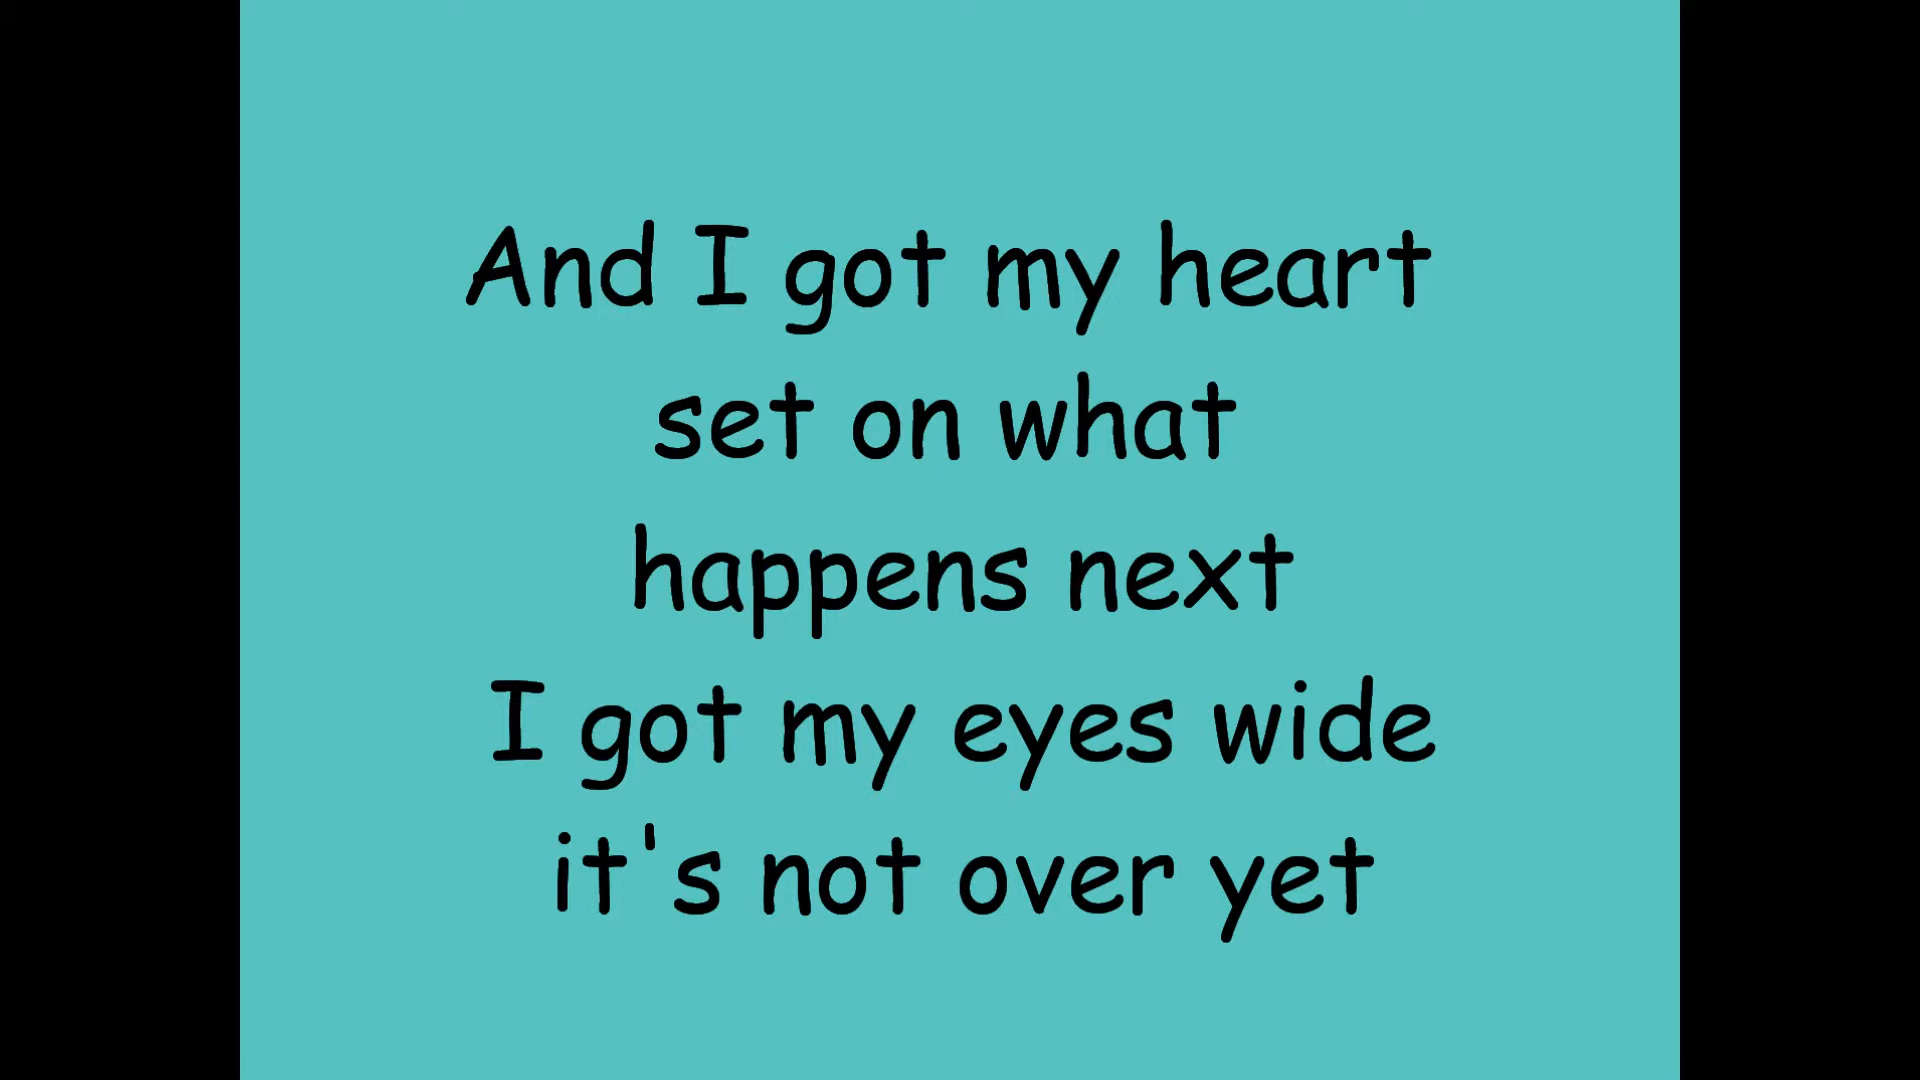 And I got my heart
set on what
happens next
I got my eyes wide
it's not over yet